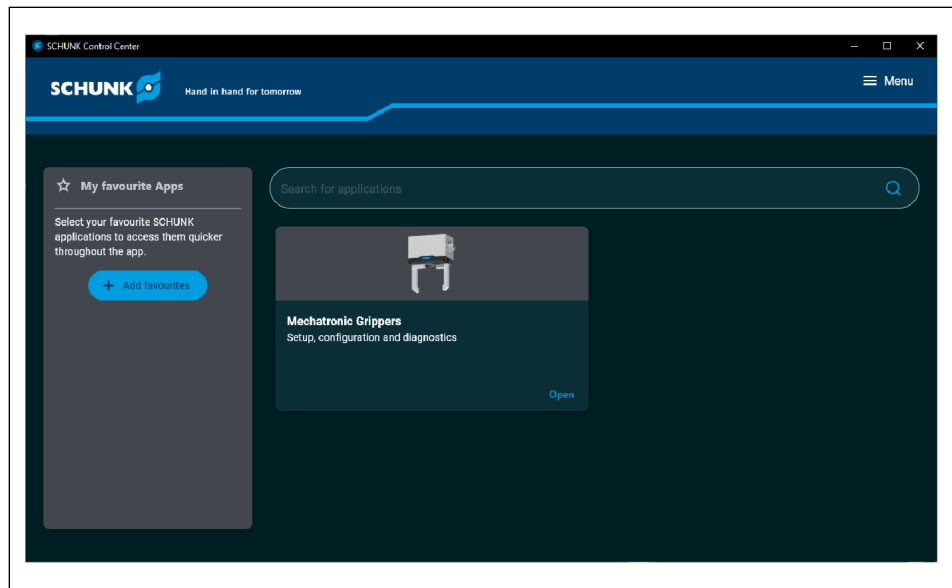 SCHUNK Control Center
SCHUNK
Hand in hand for tomorrow
Menu
My favourite Apps
Select your favourite SCHUNK
applications to access them quicker
throughout the app.
+ Add favourites
Search for applications
Mechatronic Grippers
Setup, configuration and diagnostics
Open